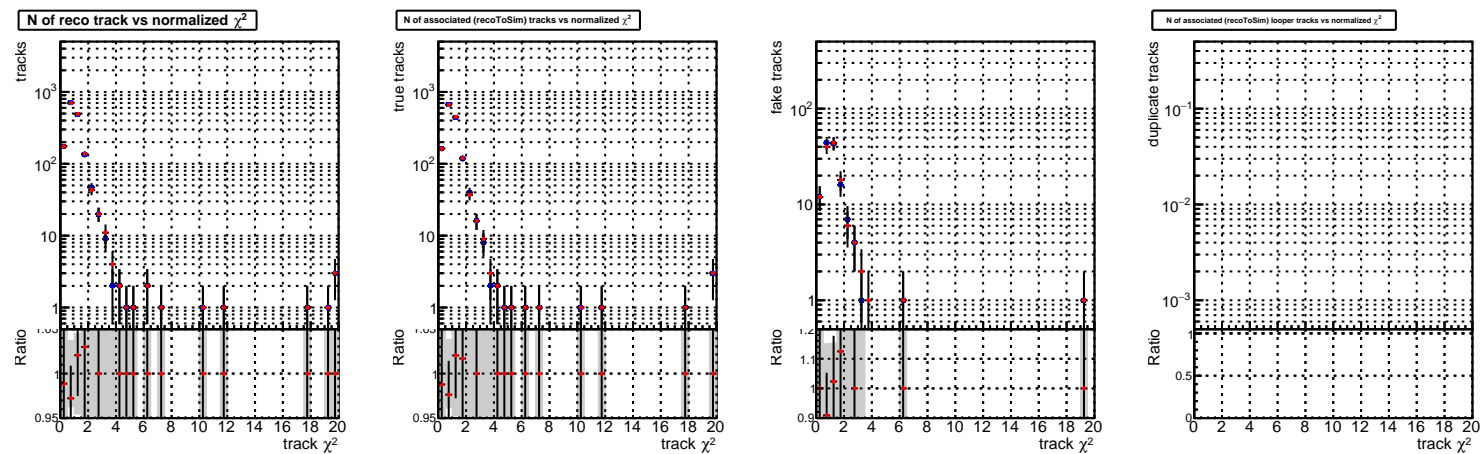 N of reco track vs normalized χ²
tracks
10³
10²
10
1
Ratio
1.05
1
0.95
0 2 4 6 8 10 12 14 16 18 20
track χ²
N of associated (recoToSim) tracks vs normalized χ²
true tracks
10³
10²
10
1
Ratio
1.05
1
0.95
0 2 4 6 8 10 12 14 16 18 20
track χ²
fake tracks
10²
10
1
Ratio
1.2
1.1
1
0.9
0 2 4 6 8 10 12 14 16 18 20
track χ²
N of associated (recoToSim) looper tracks vs normalized χ²
duplicate tracks
10⁻¹
10⁻²
10⁻³
Ratio
1
0.5
0
0 2 4 6 8 10 12 14 16 18 20
track χ²